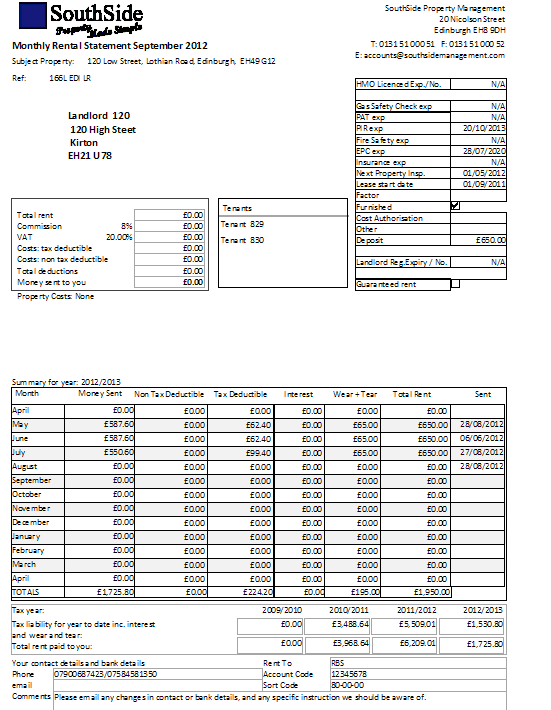 SouthSide
Property Made Simple
SouthSide Property Management
20 Nicolson Street
Edinburgh EH8 9DH
T: 0131 51 000 51 F: 0131 51 000 52
E: accounts@southsidemanagement.com
Monthly Rental Statement September 2012
Subject Property: 120 Low Street, Lothian Road, Edinburgh, EH49 G12
Ref: 166L EDI LR
Landlord 120
120 High Steet
Kirton
EH21 U78
HMO Licenced Exp./No. N/A
Gas Safety Check exp N/A
PAT exp N/A
PIR exp 20/10/2013
Fire Safety exp N/A
EPC exp 28/07/2020
Insurance exp N/A
Next Property Insp. 01/05/2012
Lease start date 01/09/2011
Factor
Furnished
Cost Authorisation
Other
Deposit £650.00
Landlord Reg.Expiry / No. N/A
Guaranteed rent
Total rent £0.00
Commission 8% £0.00
VAT 20.00% £0.00
Costs: tax deductible £0.00
Costs: non tax deductible £0.00
Total deductions £0.00
Money sent to you £0.00
Tenants
Tenant 829
Tenant 830
Property Costs: None
Summary for year: 2012/2013
Month Money Sent Non Tax Deductible Tax Deductible Interest Wear + Tear Total Rent Sent
April £0.00 £0.00 £0.00 £0.00 £0.00 £0.00
May £587.60 £0.00 £62.40 £0.00 £65.00 £650.00 28/08/2012
June £587.60 £0.00 £62.40 £0.00 £65.00 £650.00 06/06/2012
July £550.60 £0.00 £99.40 £0.00 £65.00 £650.00 27/08/2012
August £0.00 £0.00 £0.00 £0.00 £0.00 £0.00 28/08/2012
September £0.00 £0.00 £0.00 £0.00 £0.00 £0.00
October £0.00 £0.00 £0.00 £0.00 £0.00 £0.00
November £0.00 £0.00 £0.00 £0.00 £0.00 £0.00
December £0.00 £0.00 £0.00 £0.00 £0.00 £0.00
January £0.00 £0.00 £0.00 £0.00 £0.00 £0.00
February £0.00 £0.00 £0.00 £0.00 £0.00 £0.00
March £0.00 £0.00 £0.00 £0.00 £0.00 £0.00
April £0.00 £0.00 £0.00 £0.00 £0.00 £0.00
TOTALS £1,725.80 £0.00 £224.20 £0.00 £195.00 £1,950.00
Tax year: 2009/2010 2010/2011 2011/2012 2012/2013
Tax liability for year to date inc. interest and wear and tear: £0.00 £3,488.64 £5,509.01 £1,530.80
Total rent paid to you: £0.00 £3,968.64 £6,209.01 £1,725.80
Your contact details and bank details Rent To RBS
Phone 07900687423/07584581350 Account Code 12345678
email Sort Code 80-00-00
Comments Please email any changes in contact or bank details, and any specific instruction we should be aware of.